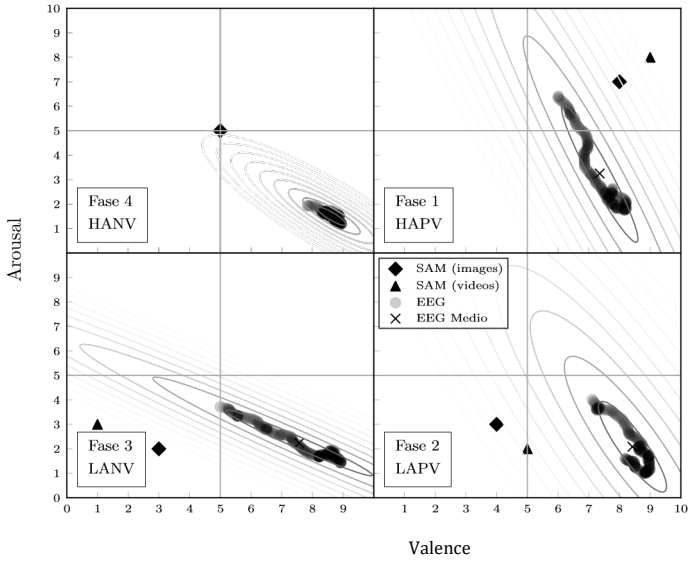 10
9
8
7
6
5
4
3
2
1
Fase 4
HANV
Fase 1
HAPV
Arousal
9
8
7
6
5
4
3
2
1
0
SAM (images)
SAM (videos)
EEG
EEG Medio
Fase 3
LANV
Fase 2
LAPV
0 1 2 3 4 5 6 7 8 9
1 2 3 4 5 6 7 8 9 10
Valence